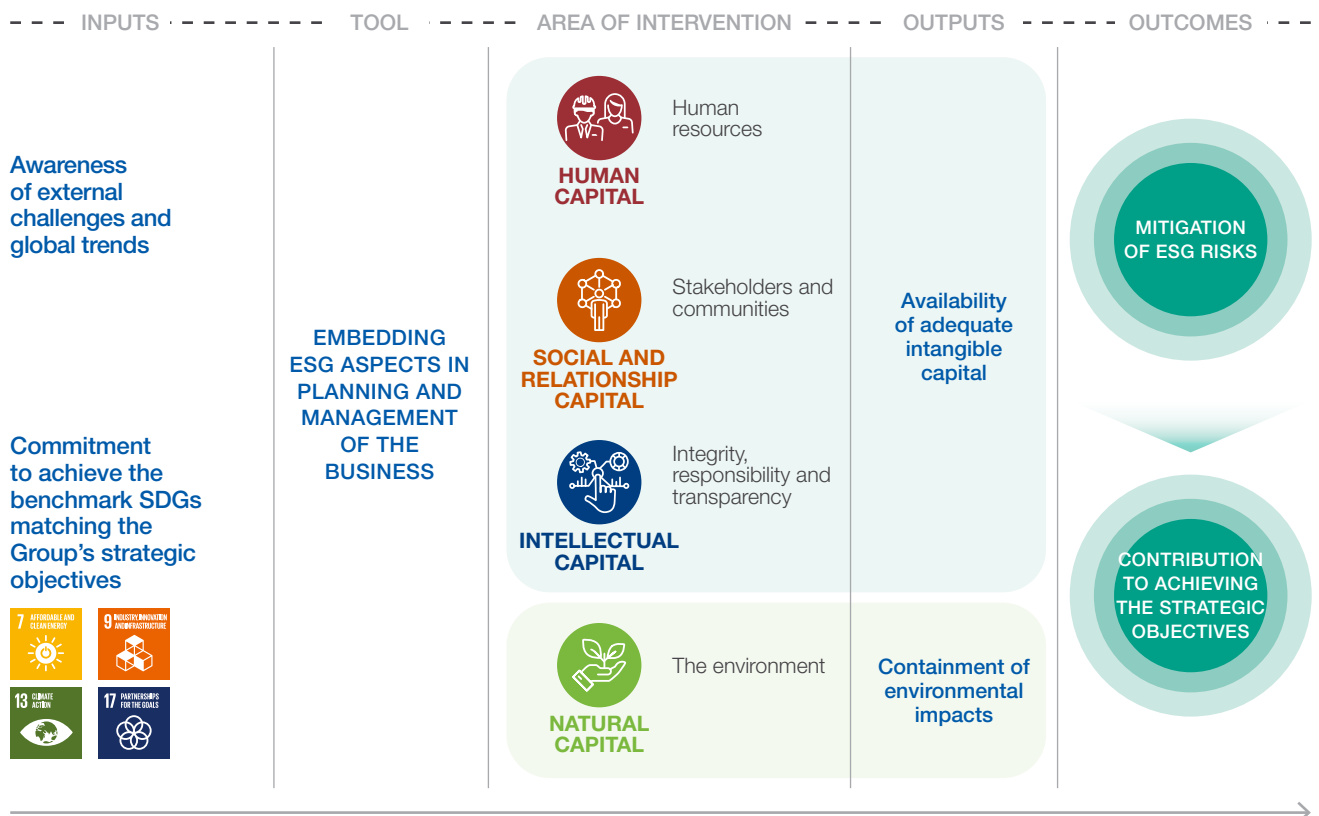 INPUTS
TOOL
AREA OF INTERVENTION
OUTPUTS
OUTCOMES
Awareness
of external
challenges and
global trends
Commitment
to achieve the
benchmark SDGs
matching the
Group's strategic
objectives
7 AFFORDABLE AND
CLEAN ENERGY
9 INDUSTRY, INNOVATION
AND INFRASTRUCTURE
13 CLIMATE
ACTION
17 PARTNERSHIPS
FOR THE GOALS
EMBEDDING
ESG ASPECTS IN
PLANNING AND
MANAGEMENT
OF THE
BUSINESS
HUMAN
CAPITAL
Human
resources
SOCIAL AND
RELATIONSHIP
CAPITAL
Stakeholders and
communities
INTELLECTUAL
CAPITAL
Integrity,
responsibility and
transparency
NATURAL
CAPITAL
The environment
Availability
of adequate
intangible
capital
Containment of
environmental
impacts
MITIGATION
OF ESG RISKS
CONTRIBUTION
TO ACHIEVING
THE STRATEGIC
OBJECTIVES